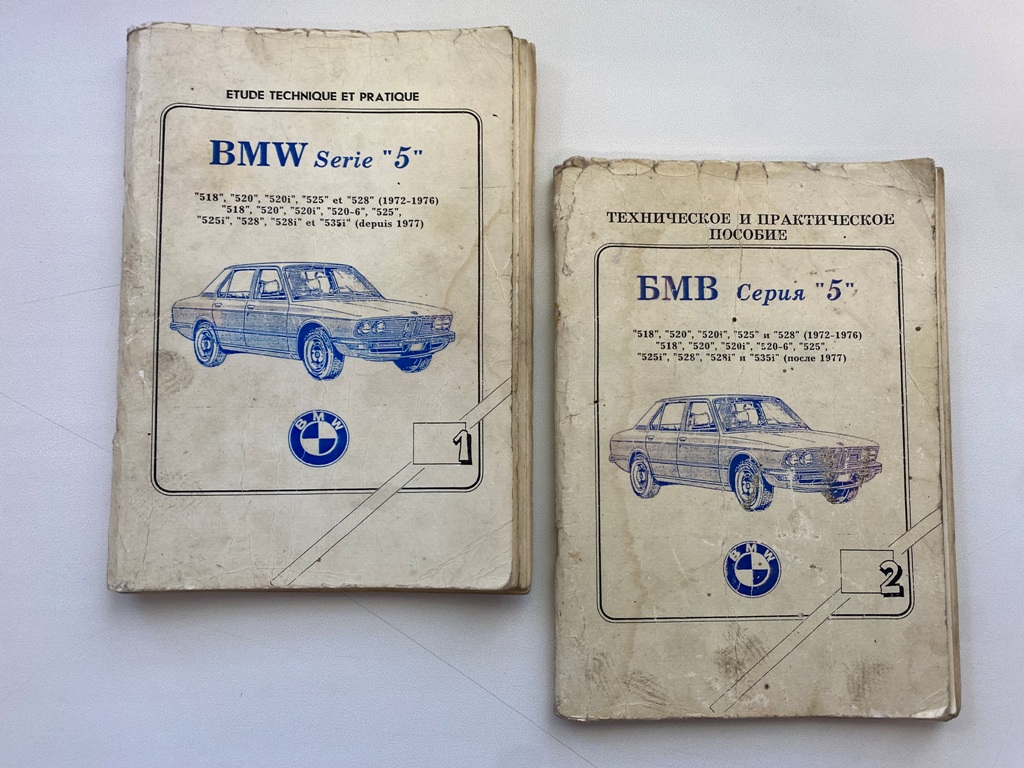 ETUDE TECHNIQUE ET PRATIQUE
BMW Serie "5"
"518", "520", "520i", "525" et "528" (1972-1976)
"518", "520", "520i", "520-6", "525",
"525i", "528", "528i" et "535i" (depuis 1977)
BMW
1
ТЕХНИЧЕСКОЕ И ПРАКТИЧЕСКОЕ
ПОСОБИЕ
БМВ Серия "5"
"518", "520", "520i", "525" и "528" (1972-1976)
"518", "520", "520i", "520-6", "525",
"525i", "528", "528i" и "535i" (после 1977)
BMW
2